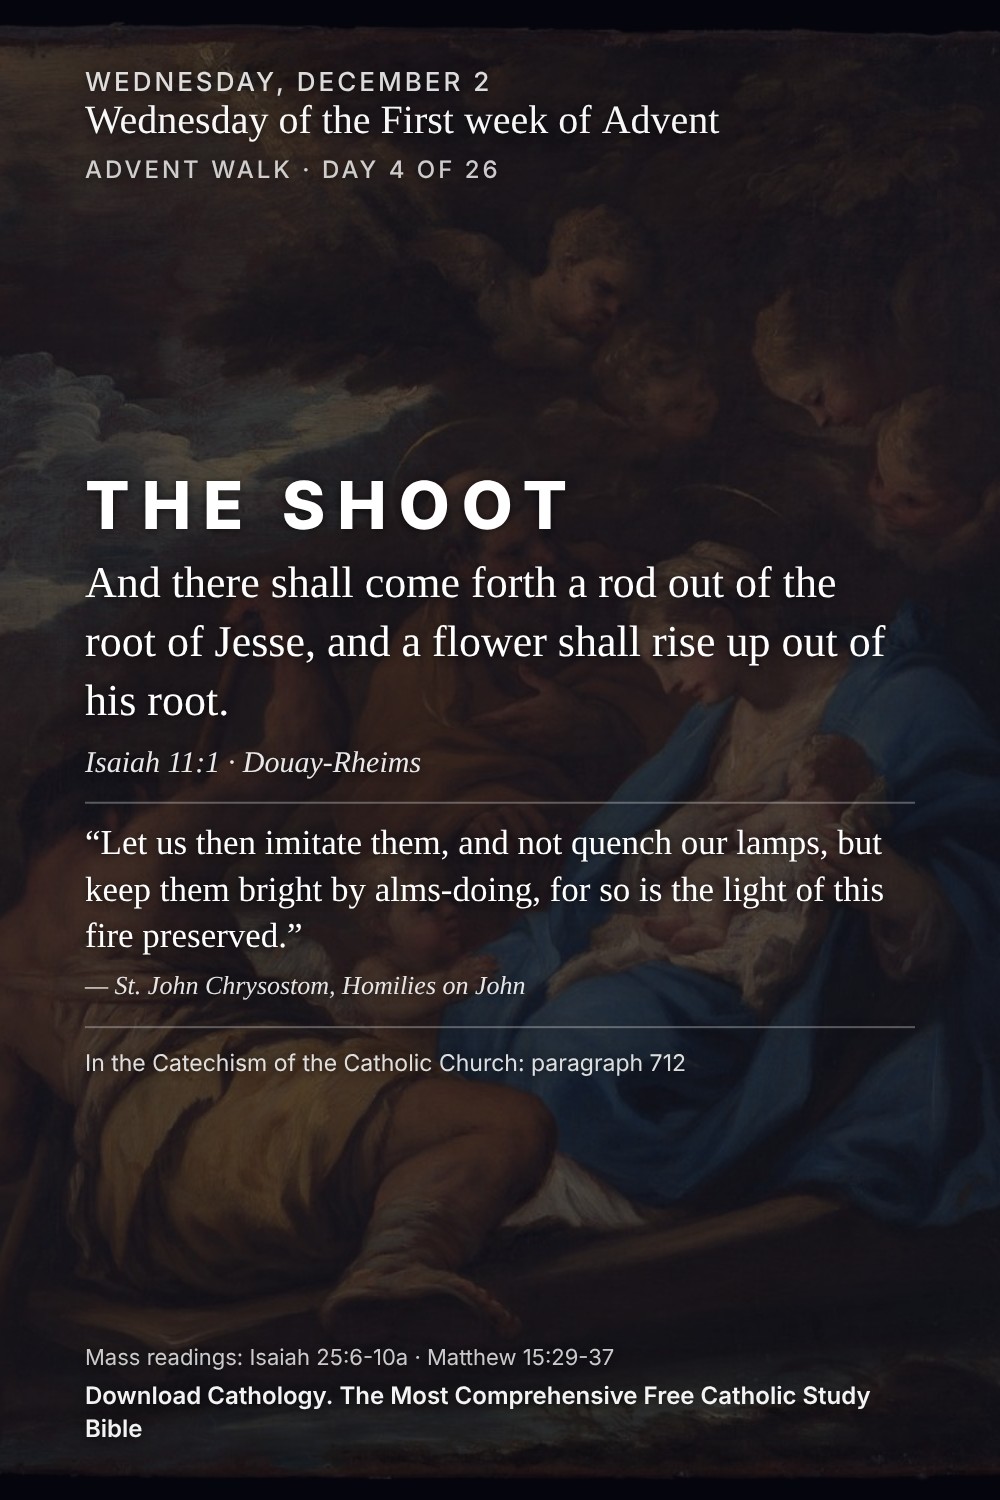 WEDNESDAY, DECEMBER 2
Wednesday of the First week of Advent
ADVENT WALK · DAY 4 OF 26
THE SHOOT
And there shall come forth a rod out of the
root of Jesse, and a flower shall rise up out of
his root.
Isaiah 11:1 · Douay-Rheims
“Let us then imitate them, and not quench our lamps, but
keep them bright by alms-doing, for so is the light of this
fire preserved.”
— St. John Chrysostom, Homilies on John
In the Catechism of the Catholic Church: paragraph 712
Mass readings: Isaiah 25:6-10a · Matthew 15:29-37
Download Cathology. The Most Comprehensive Free Catholic Study
Bible